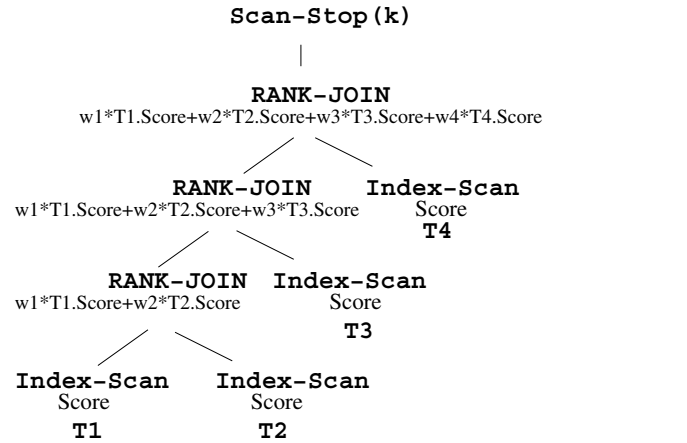 Scan-Stop(k)
RANK-JOIN
w1*T1.Score+w2*T2.Score+w3*T3.Score+w4*T4.Score
RANK-JOIN Index-Scan
w1*T1.Score+w2*T2.Score+w3*T3.Score Score
T4
RANK-JOIN Index-Scan
w1*T1.Score+w2*T2.Score Score
T3
Index-Scan Index-Scan
Score Score
T1 T2